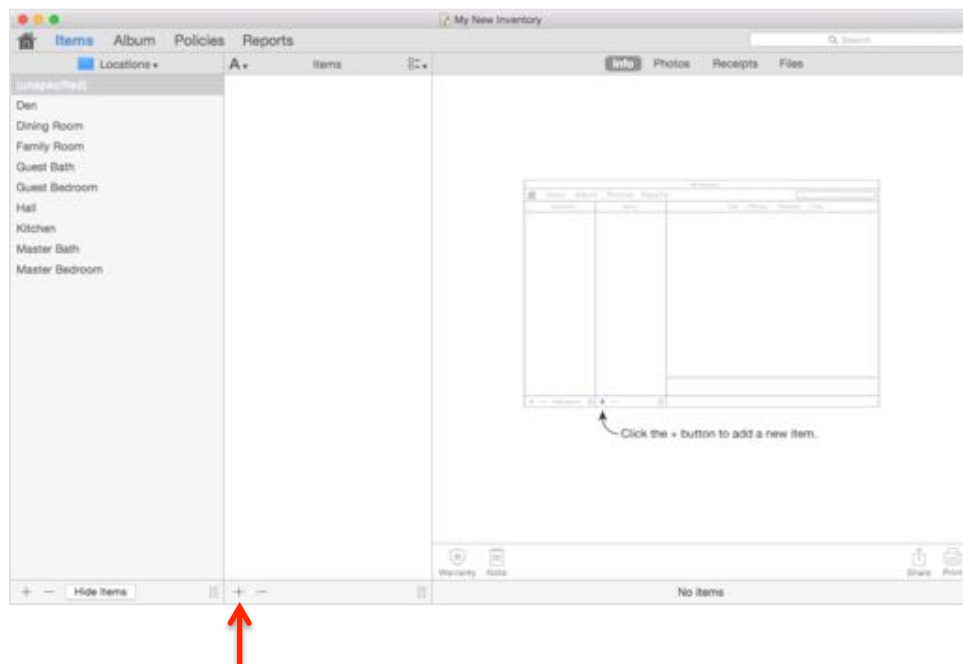 My New Inventory
Items Album Policies Reports
Search
Locations
A Items
Info Photos Receipts Files
(unspecified)
Den
Dining Room
Family Room
Guest Bath
Guest Bedroom
Hall
Kitchen
Master Bath
Master Bedroom
Click the + button to add a new item.
Warranty Note
Share Print
+ − Hide Items
+ −
No items